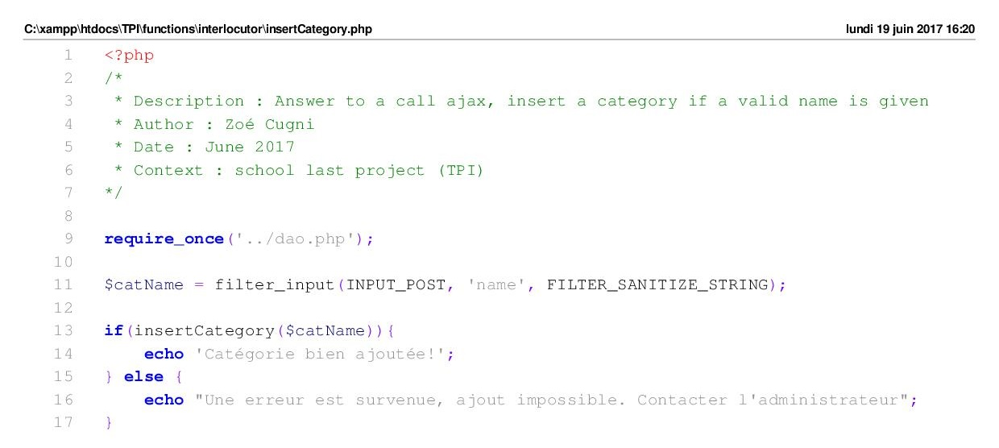 C:\xampp\htdocs\TPI\functions\interlocutor\insertCategory.php lundi 19 juin 2017 16:20
1 <?php
2 /*
3  * Description : Answer to a call ajax, insert a category if a valid name is given
4  * Author : Zoé Cugni
5  * Date : June 2017
6  * Context : school last project (TPI)
7 */
8
9 require_once('../dao.php');
10
11 $catName = filter_input(INPUT_POST, 'name', FILTER_SANITIZE_STRING);
12
13 if(insertCategory($catName)){
14     echo 'Catégorie bien ajoutée!';
15 } else {
16     echo "Une erreur est survenue, ajout impossible. Contacter l'administrateur";
17 }